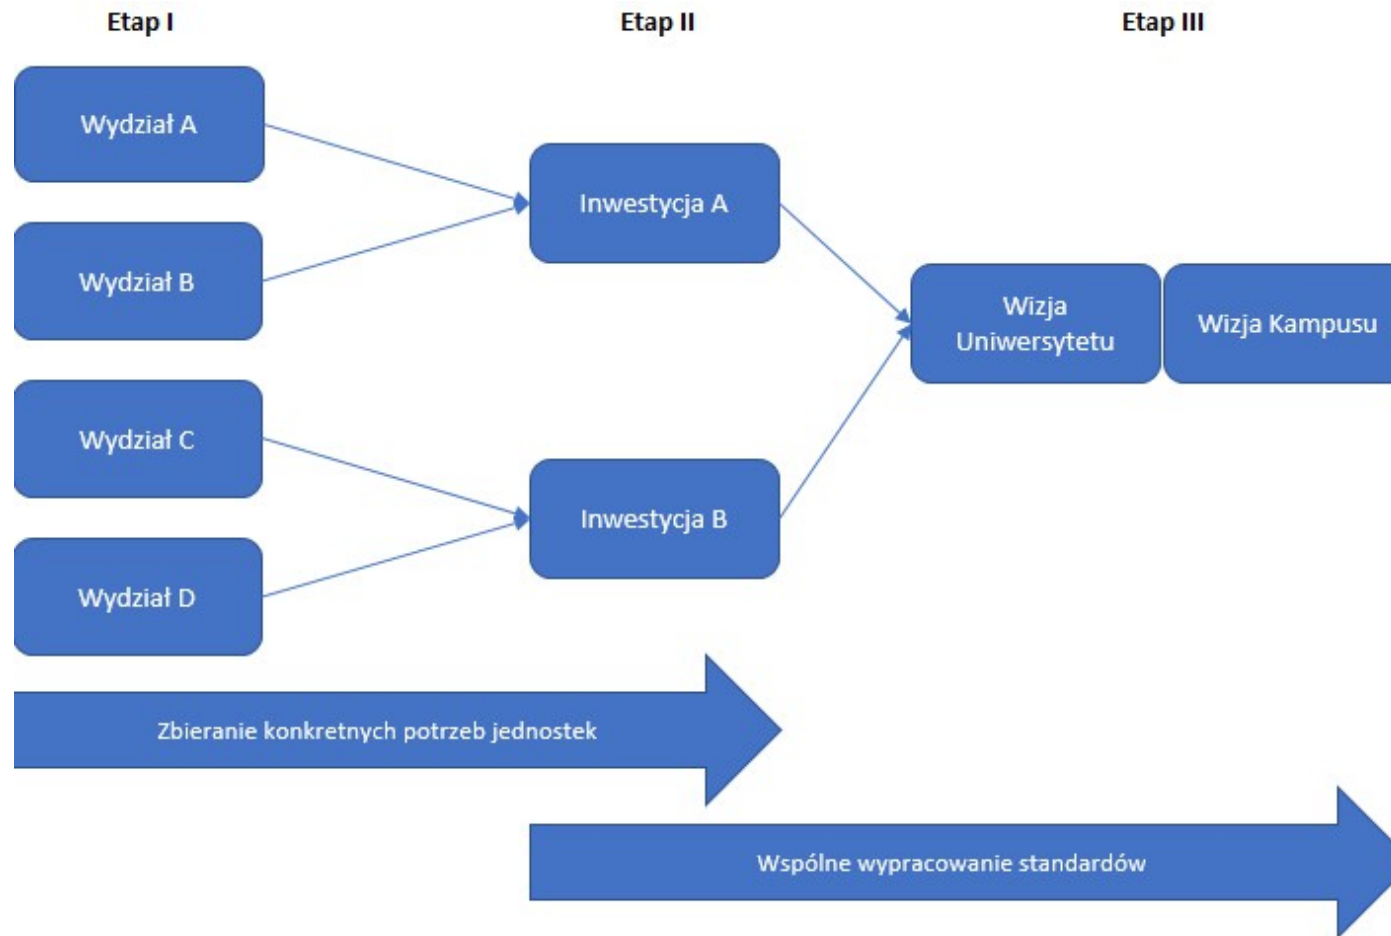 Etap I
Etap II
Etap III
Wydział A
Wydział B
Wydział C
Wydział D
Inwestycja A
Inwestycja B
Wizja
Uniwersytetu
Wizja Kampusu
Zbieranie konkretnych potrzeb jednostek
Wspólne wypracowanie standardów